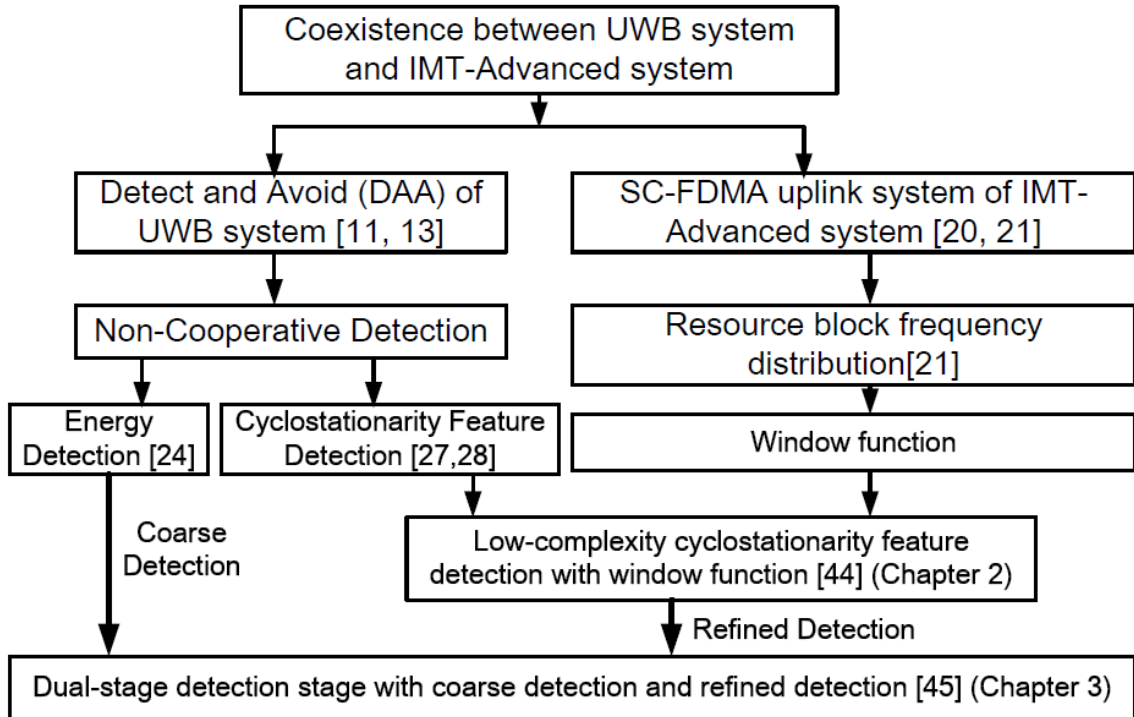 Coexistence between UWB system
and IMT-Advanced system
Detect and Avoid (DAA) of
UWB system [11, 13]
SC-FDMA uplink system of IMT-
Advanced system [20, 21]
Non-Cooperative Detection
Resource block frequency
distribution[21]
Energy
Detection [24]
Cyclostationarity Feature
Detection [27,28]
Window function
Coarse
Detection
Low-complexity cyclostationarity feature
detection with window function [44] (Chapter 2)
Refined Detection
Dual-stage detection stage with coarse detection and refined detection [45] (Chapter 3)